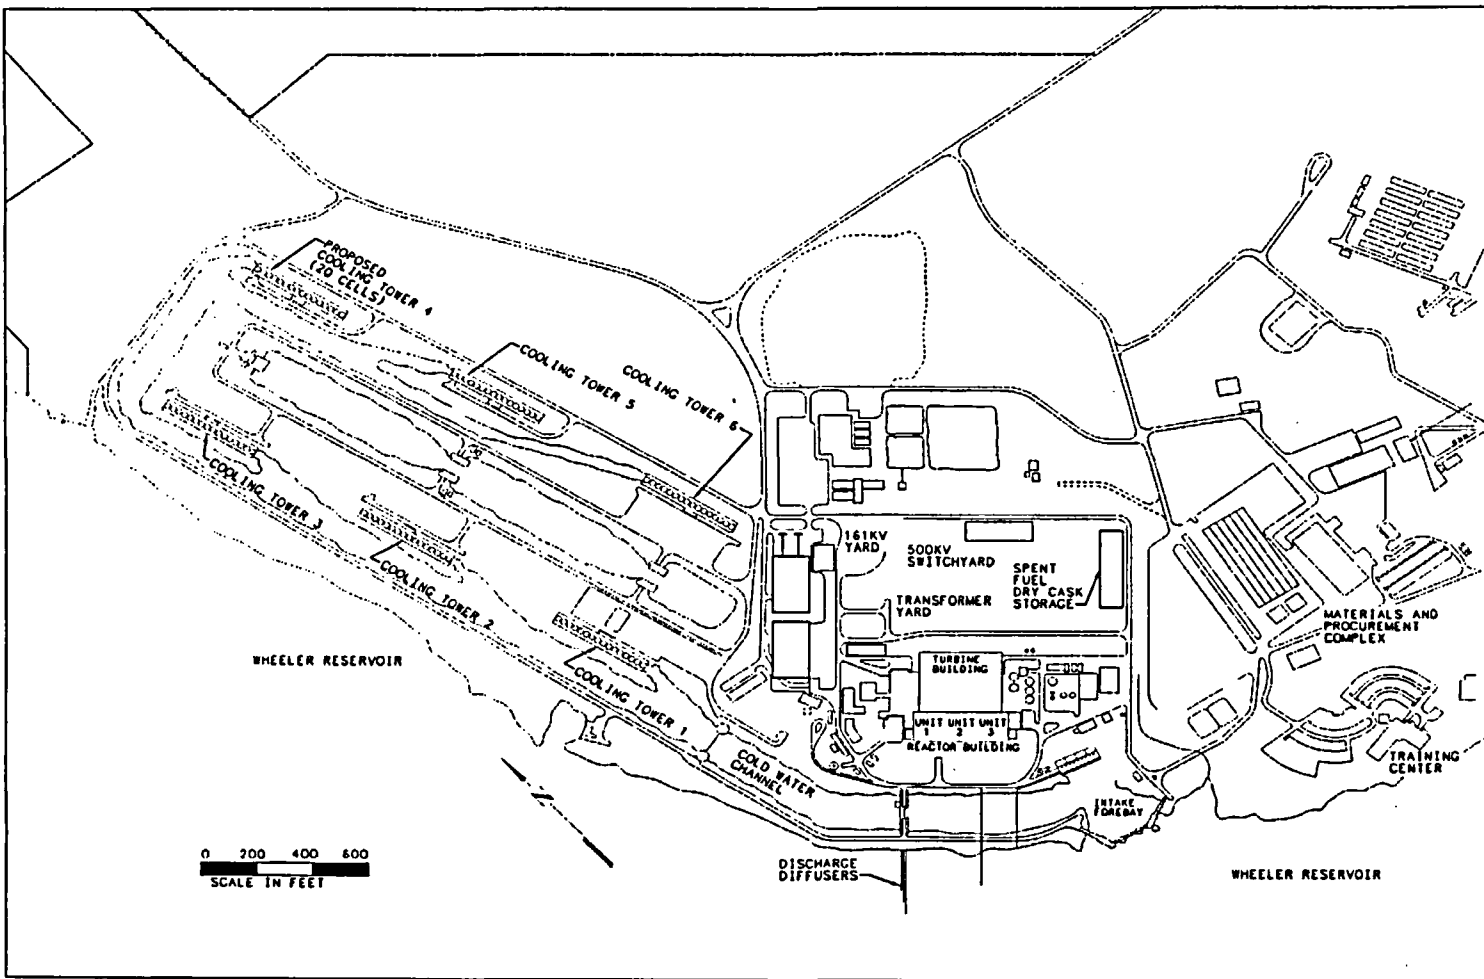 PROPOSED
COOLING TOWER 4
(20 CELLS)
COOLING TOWER 5
COOLING TOWER 6
COOLING TOWER 3
COOLING TOWER 2
COOLING TOWER 1
161KV
YARD
500KV
SWITCHYARD
SPENT
FUEL
DRY CASK
STORAGE
TRANSFORMER
YARD
MATERIALS AND
PROCUREMENT
COMPLEX
WHEELER RESERVOIR
TURBINE
BUILDING
UNIT UNIT UNIT
1 2 3
REACTOR BUILDING
TRAINING
CENTER
COLD WATER
CHANNEL
INTAKE
FOREBAY
0 200 400 600
SCALE IN FEET
DISCHARGE
DIFFUSERS
WHEELER RESERVOIR